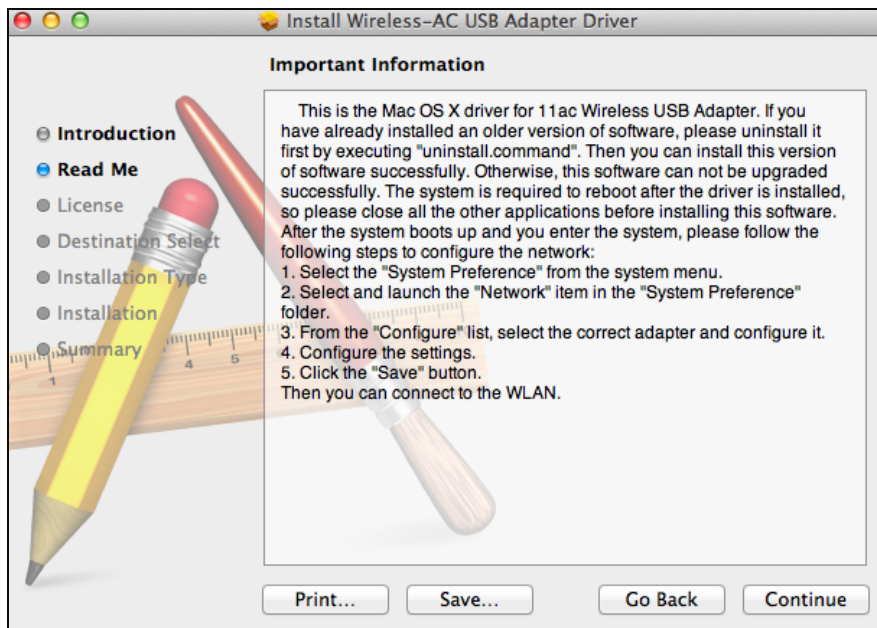 Install Wireless-AC USB Adapter Driver
Important Information
Introduction
Read Me
License
Destination Select
Installation Type
Installation
Summary
1
4
5
This is the Mac OS X driver for 11ac Wireless USB Adapter. If you
have already installed an older version of software, please uninstall it
first by executing "uninstall.command". Then you can install this version
of software successfully. Otherwise, this software can not be upgraded
successfully. The system is required to reboot after the driver is installed,
so please close all the other applications before installing this software.
After the system boots up and you enter the system, please follow the
following steps to configure the network:
1. Select the "System Preference" from the system menu.
2. Select and launch the "Network" item in the "System Preference"
folder.
3. From the "Configure" list, select the correct adapter and configure it.
4. Configure the settings.
5. Click the "Save" button.
Then you can connect to the WLAN.
Print...
Save...
Go Back
Continue